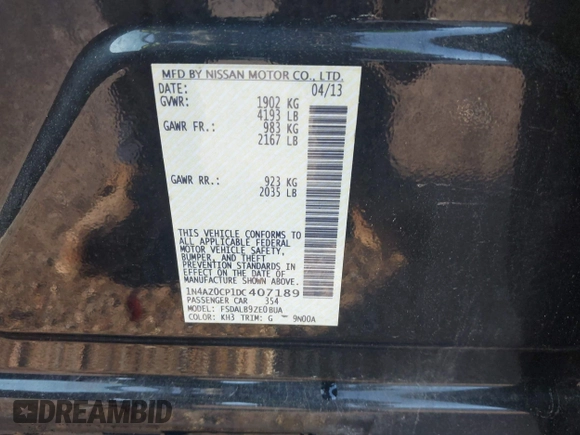 MFD BY NISSAN MOTOR CO., LTD.
DATE: 04/13
GVWR: 1902 KG
4193 LB
GAWR FR.: 983 KG
2167 LB
GAWR RR.: 923 KG
2035 LB
THIS VEHICLE CONFORMS TO
ALL APPLICABLE FEDERAL
MOTOR VEHICLE SAFETY,
BUMPER, AND THEFT
PREVENTION STANDARDS IN
EFFECT ON THE DATE OF
MANUFACTURE SHOWN ABOVE.
1N4AZ0CP1DC407189
PASSENGER CAR 354
MODEL: FSDALB9ZE0BUA
COLOR: KH3 TRIM: G 9N00A
DREAMBID